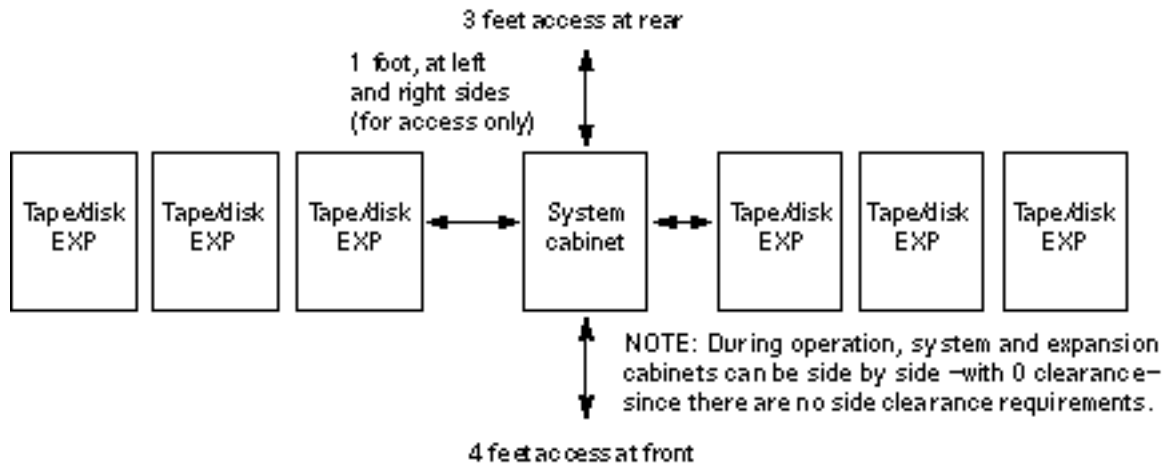 3 feet access at rear
1 foot, at left
and right sides
(for access only)
Tape/disk
EXP
Tape/disk
EXP
Tape/disk
EXP
System
cabinet
Tape/disk
EXP
Tape/disk
EXP
Tape/disk
EXP
NOTE: During operation, system and expansion
cabinets can be side by side –with 0 clearance–
since there are no side clearance requirements.
4 feet access at front